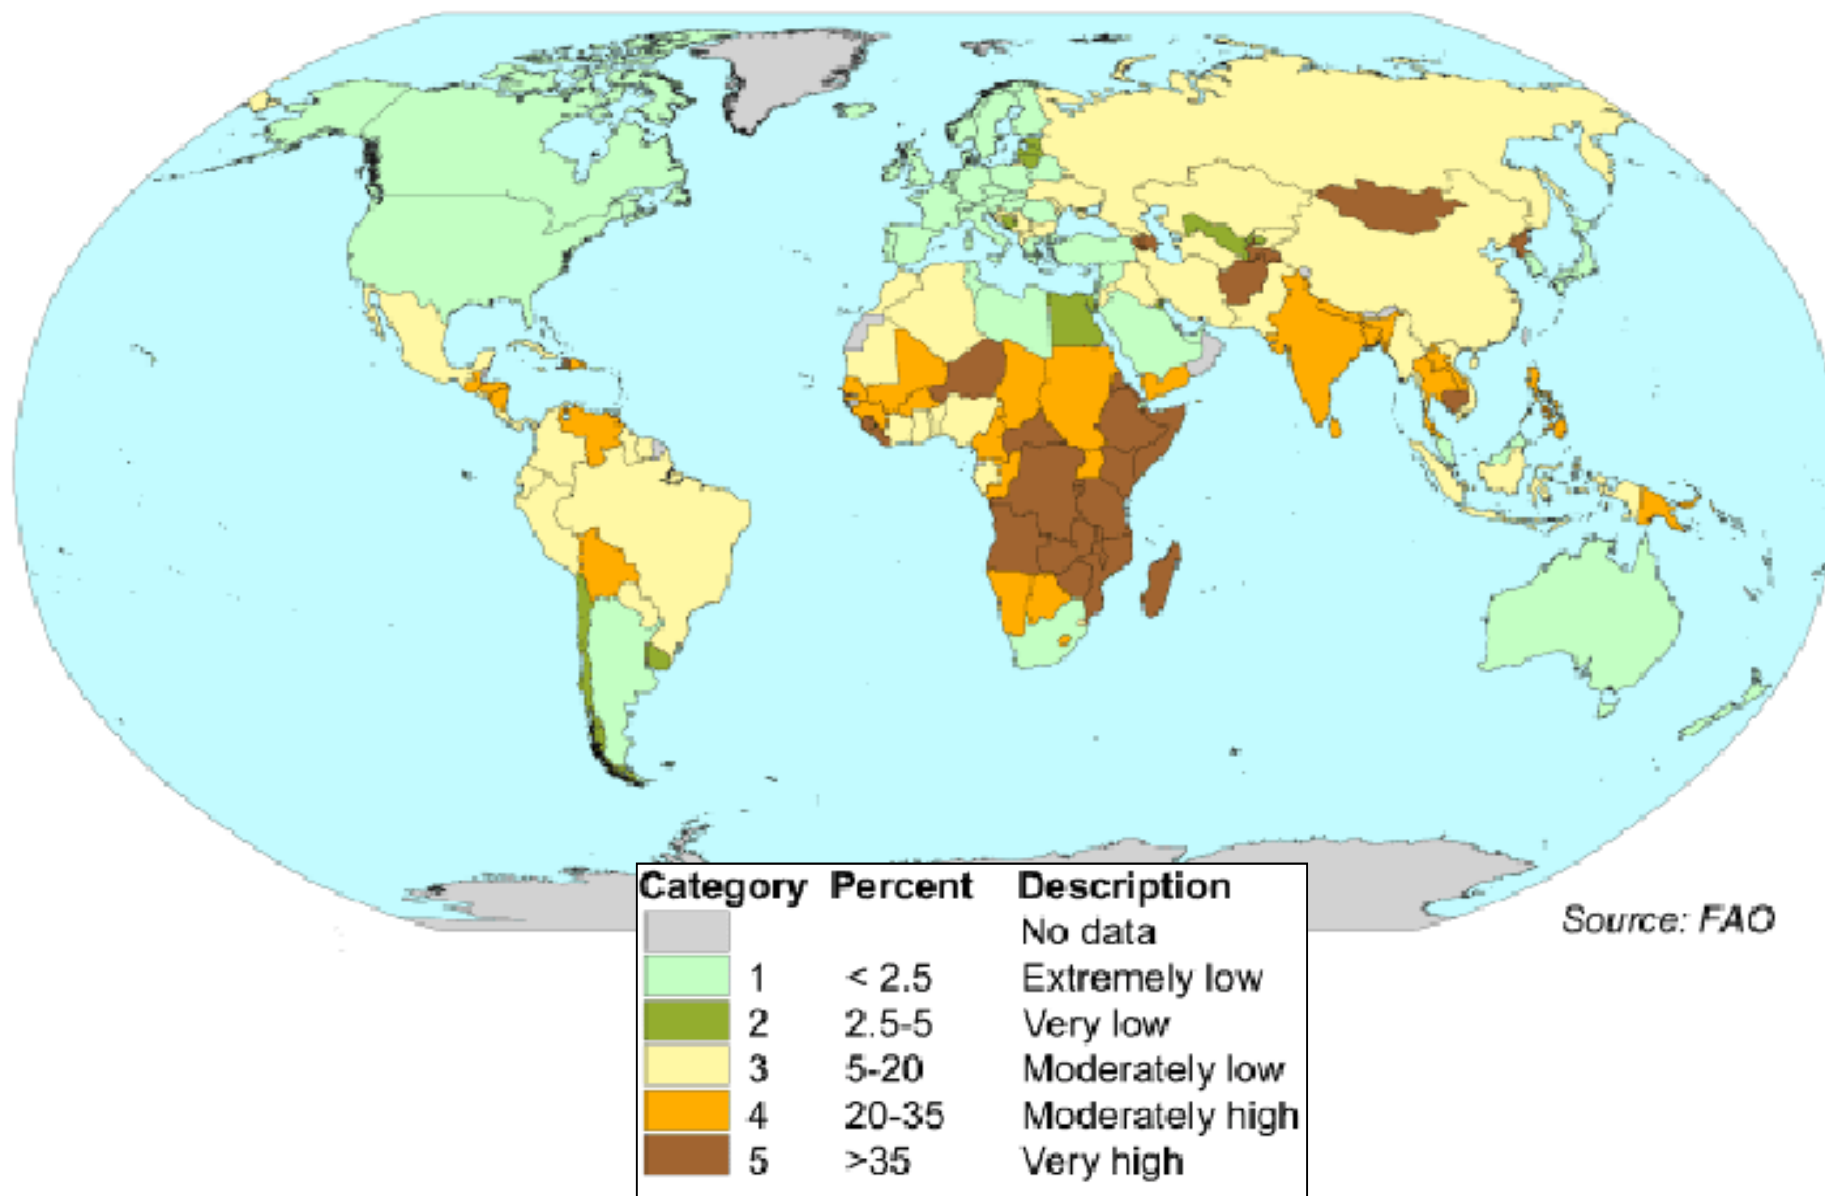 Category Percent Description
No data
1 < 2.5 Extremely low
2 2.5-5 Very low
3 5-20 Moderately low
4 20-35 Moderately high
5 >35 Very high
Source: FAO